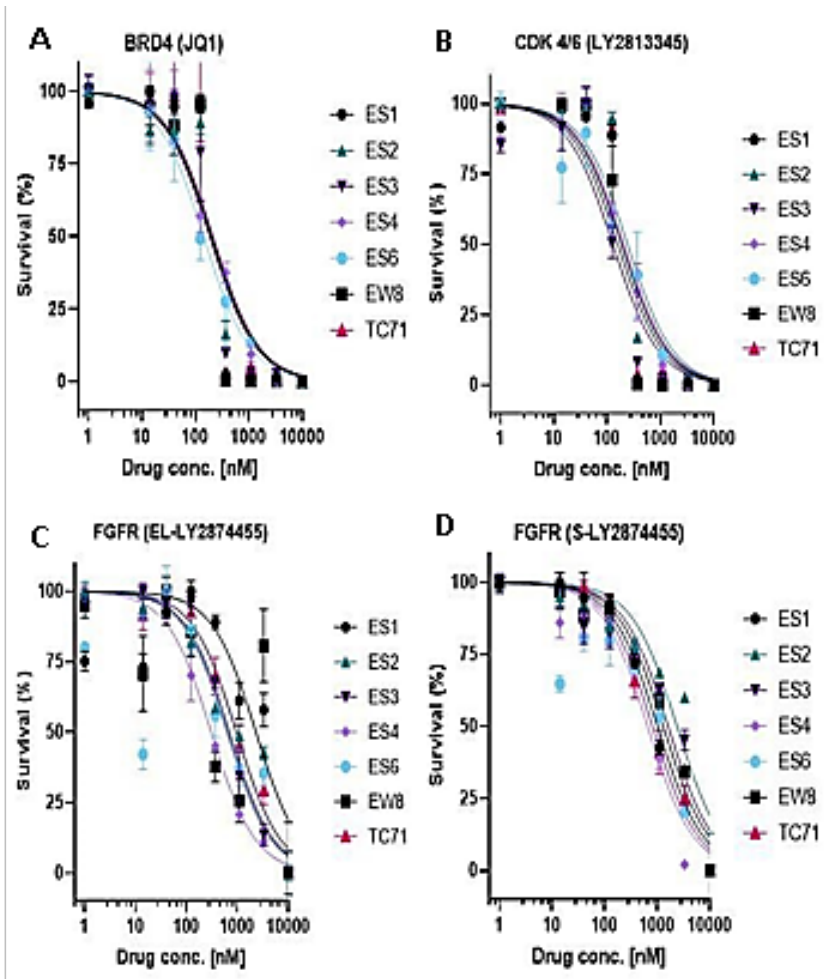 A
BRD4 (JQ1)
Survival (%)
100
75
50
25
0
1 10 100 1000 10000
Drug conc. [nM]
ES1
ES2
ES3
ES4
ES6
EW8
TC71
B
CDK 4/6 (LY2813345)
Survival (%)
100
75
50
25
0
1 10 100 1000 10000
Drug conc. [nM]
ES1
ES2
ES3
ES4
ES6
EW8
TC71
C
FGFR (EL-LY2874455)
Survival (%)
100
75
50
25
0
1 10 100 1000 10000
Drug conc. [nM]
ES1
ES2
ES3
ES4
ES6
EW8
TC71
D
FGFR (S-LY2874455)
Survival (%)
100
75
50
25
0
1 10 100 1000 10000
Drug conc. [nM]
ES1
ES2
ES3
ES4
ES6
EW8
TC71